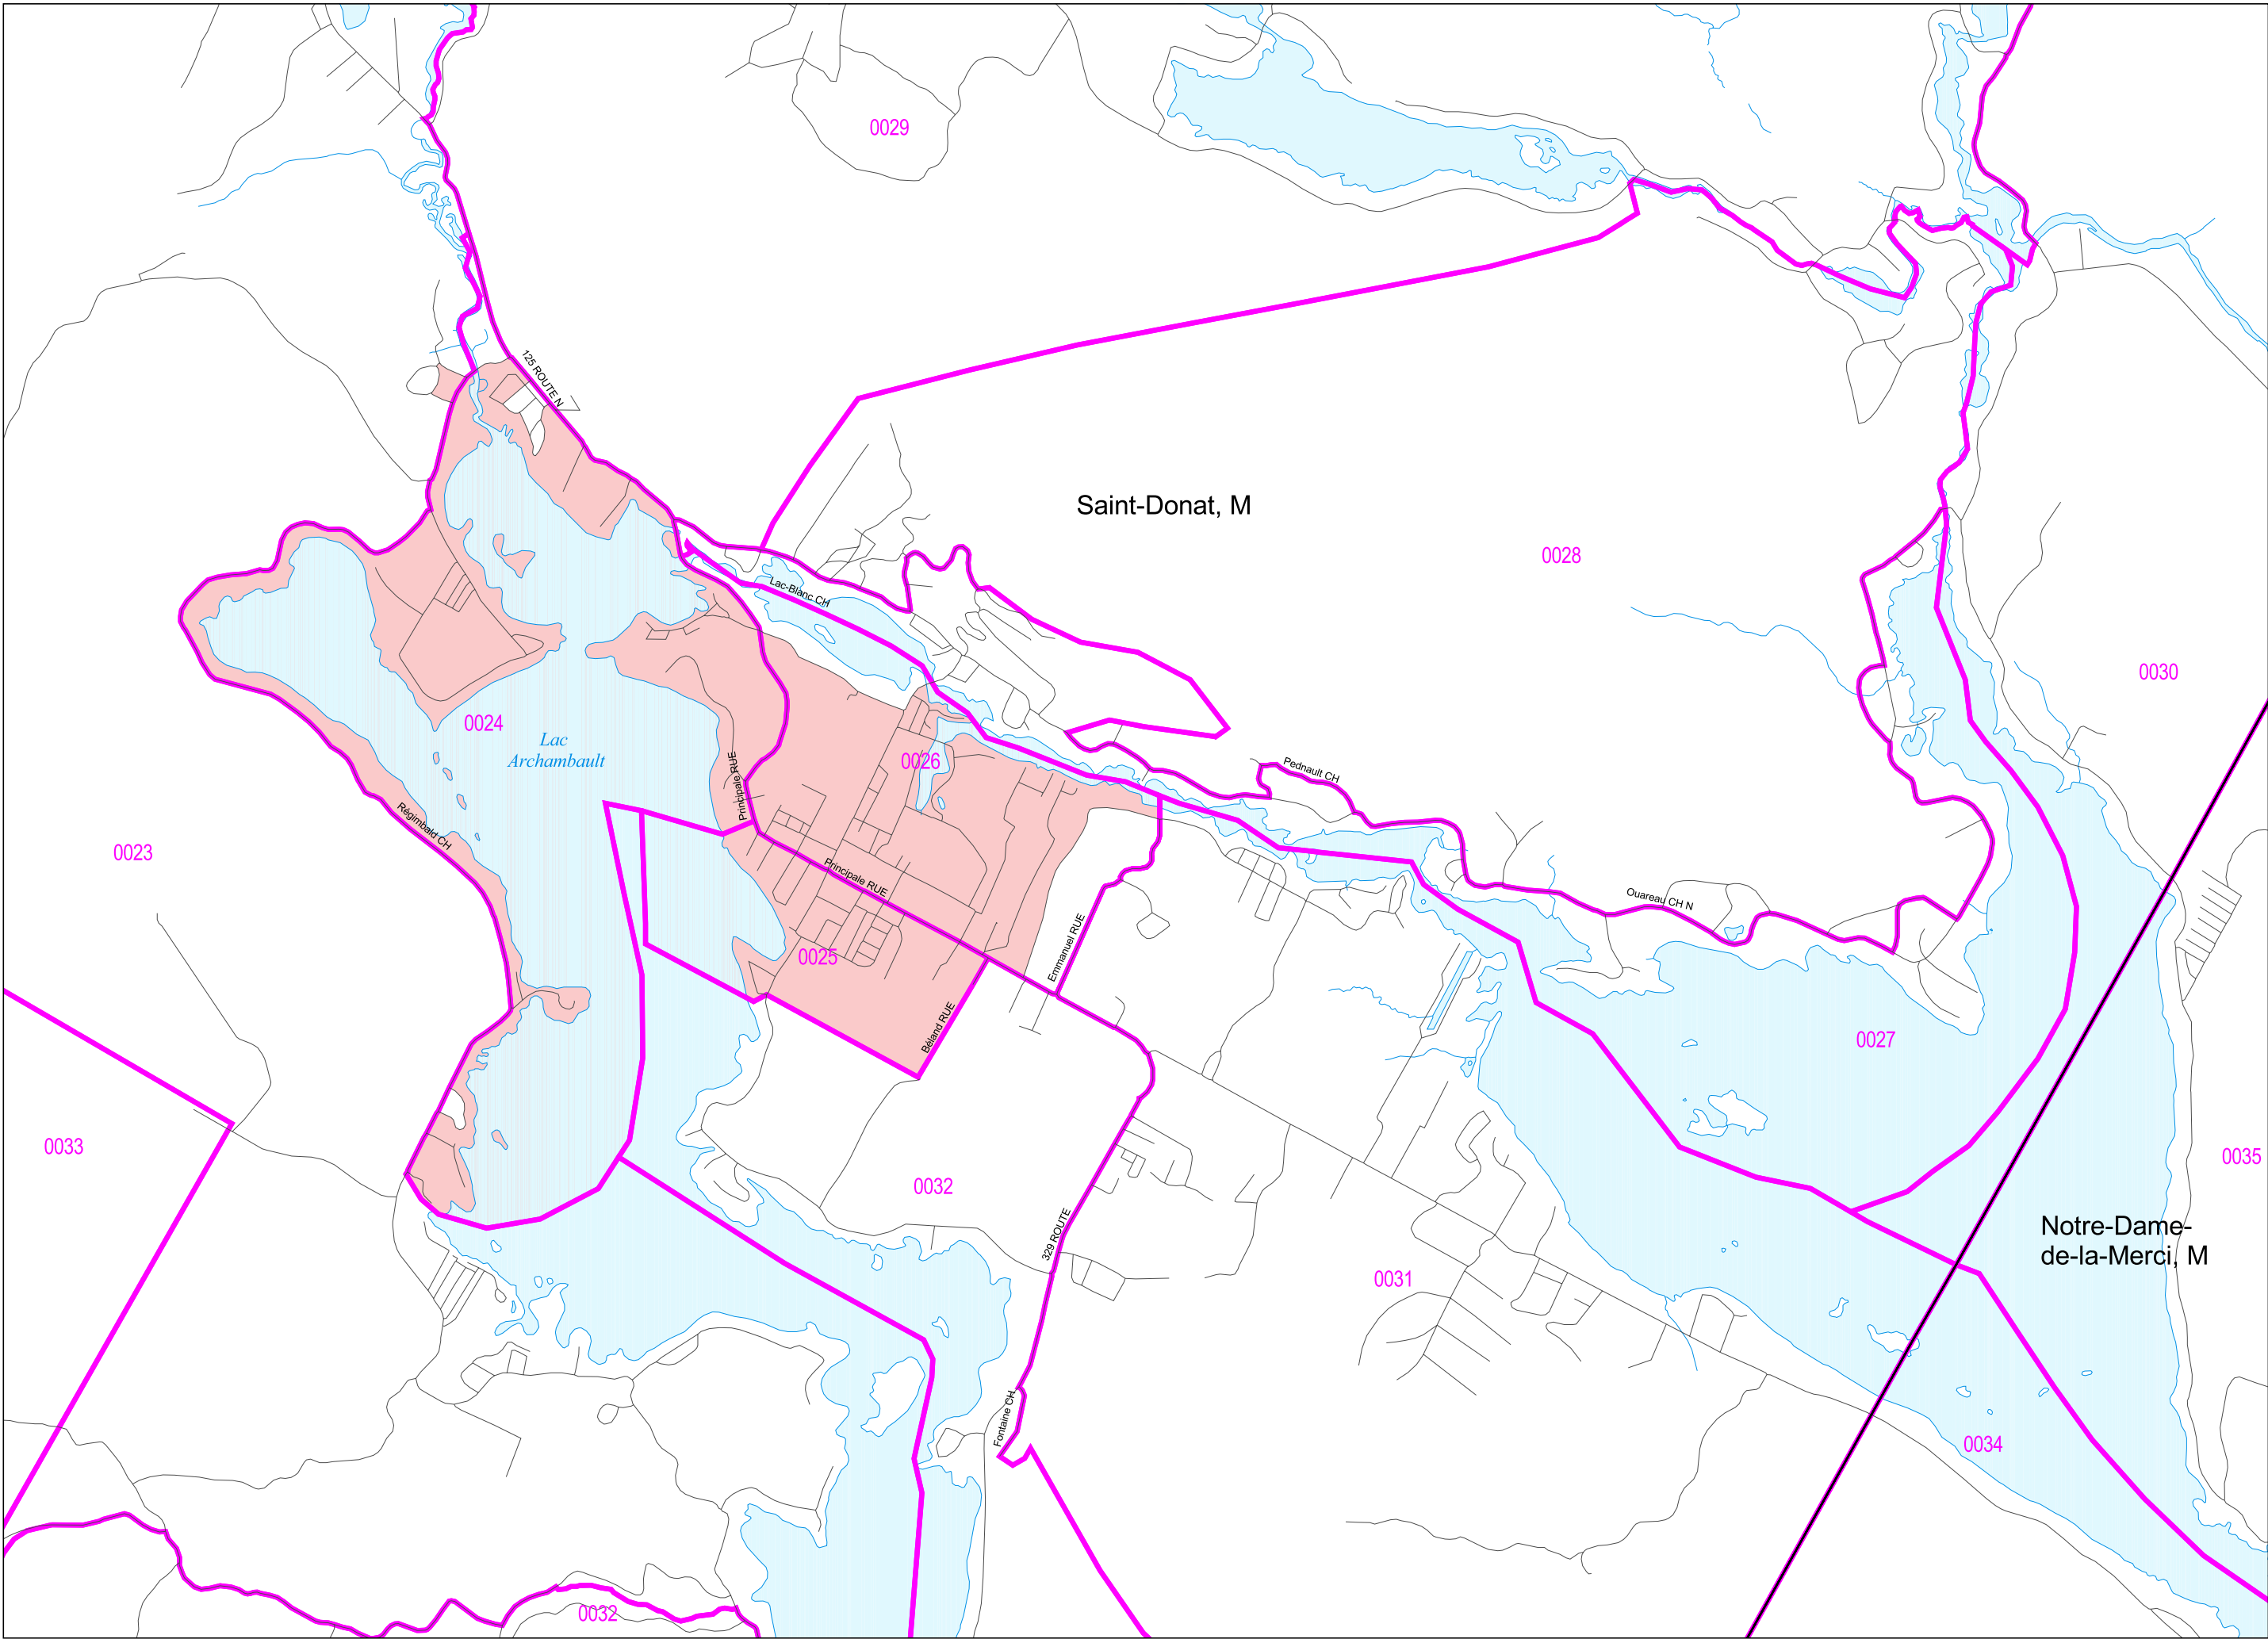 0029
125 ROUTE N
Saint-Donat, M
0028
Lac-Blanc CH
0030
0024
Lac
Archambault
Principale RUE
0026
Pednault CH
Régimbald CH
0023
Principale RUE
Ouareau CH N
0025
Emmanuel RUE
Béland RUE
0027
0033
0035
0032
329 ROUTE
Notre-Dame-
de-la-Merci, M
0031
Fontaine CH
0034
0032